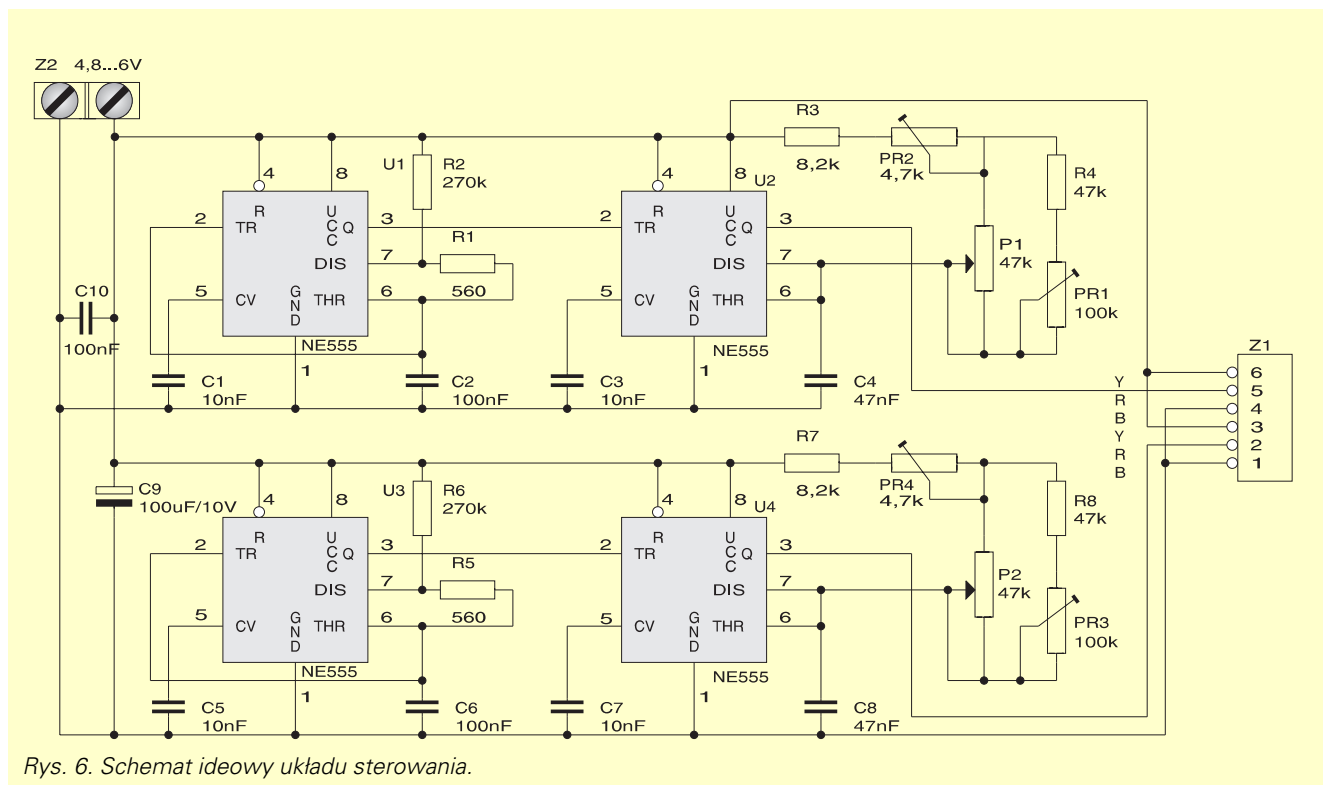 Z2 4,8...6V
R3
8,2k
PR2
4,7k
R4
47k
4
8
U1
R2
270k
4
8
U2
2
TR
R
U
C
C
Q
3
DIS
7
R1
560
5
CV
G
N
D
THR
6
NE555
1
2
TR
R
U
C
C
Q
3
DIS
7
5
CV
G
N
D
THR
6
NE555
1
P1
47k
PR1
100k
C10
100nF
C1
10nF
C2
100nF
C3
10nF
C4
47nF
Y
R
B
Y
R
B
Z1
6
5
4
3
2
1
R7
8,2k
PR4
4,7k
R8
47k
C9
100uF/10V
4
8
U3
R6
270k
4
8
U4
2
TR
R
U
C
C
Q
3
DIS
7
R5
560
5
CV
G
N
D
THR
6
NE555
1
2
TR
R
U
C
C
Q
3
DIS
7
5
CV
G
N
D
THR
6
NE555
1
P2
47k
PR3
100k
C5
10nF
C6
100nF
C7
10nF
C8
47nF
Rys. 6. Schemat ideowy układu sterowania.